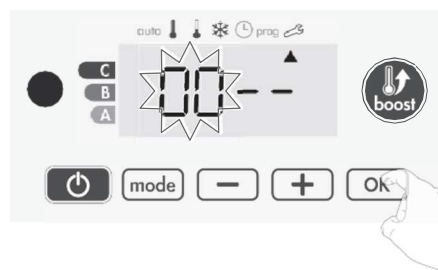 auto prog
C
B
A
00--
boost
mode - + OK